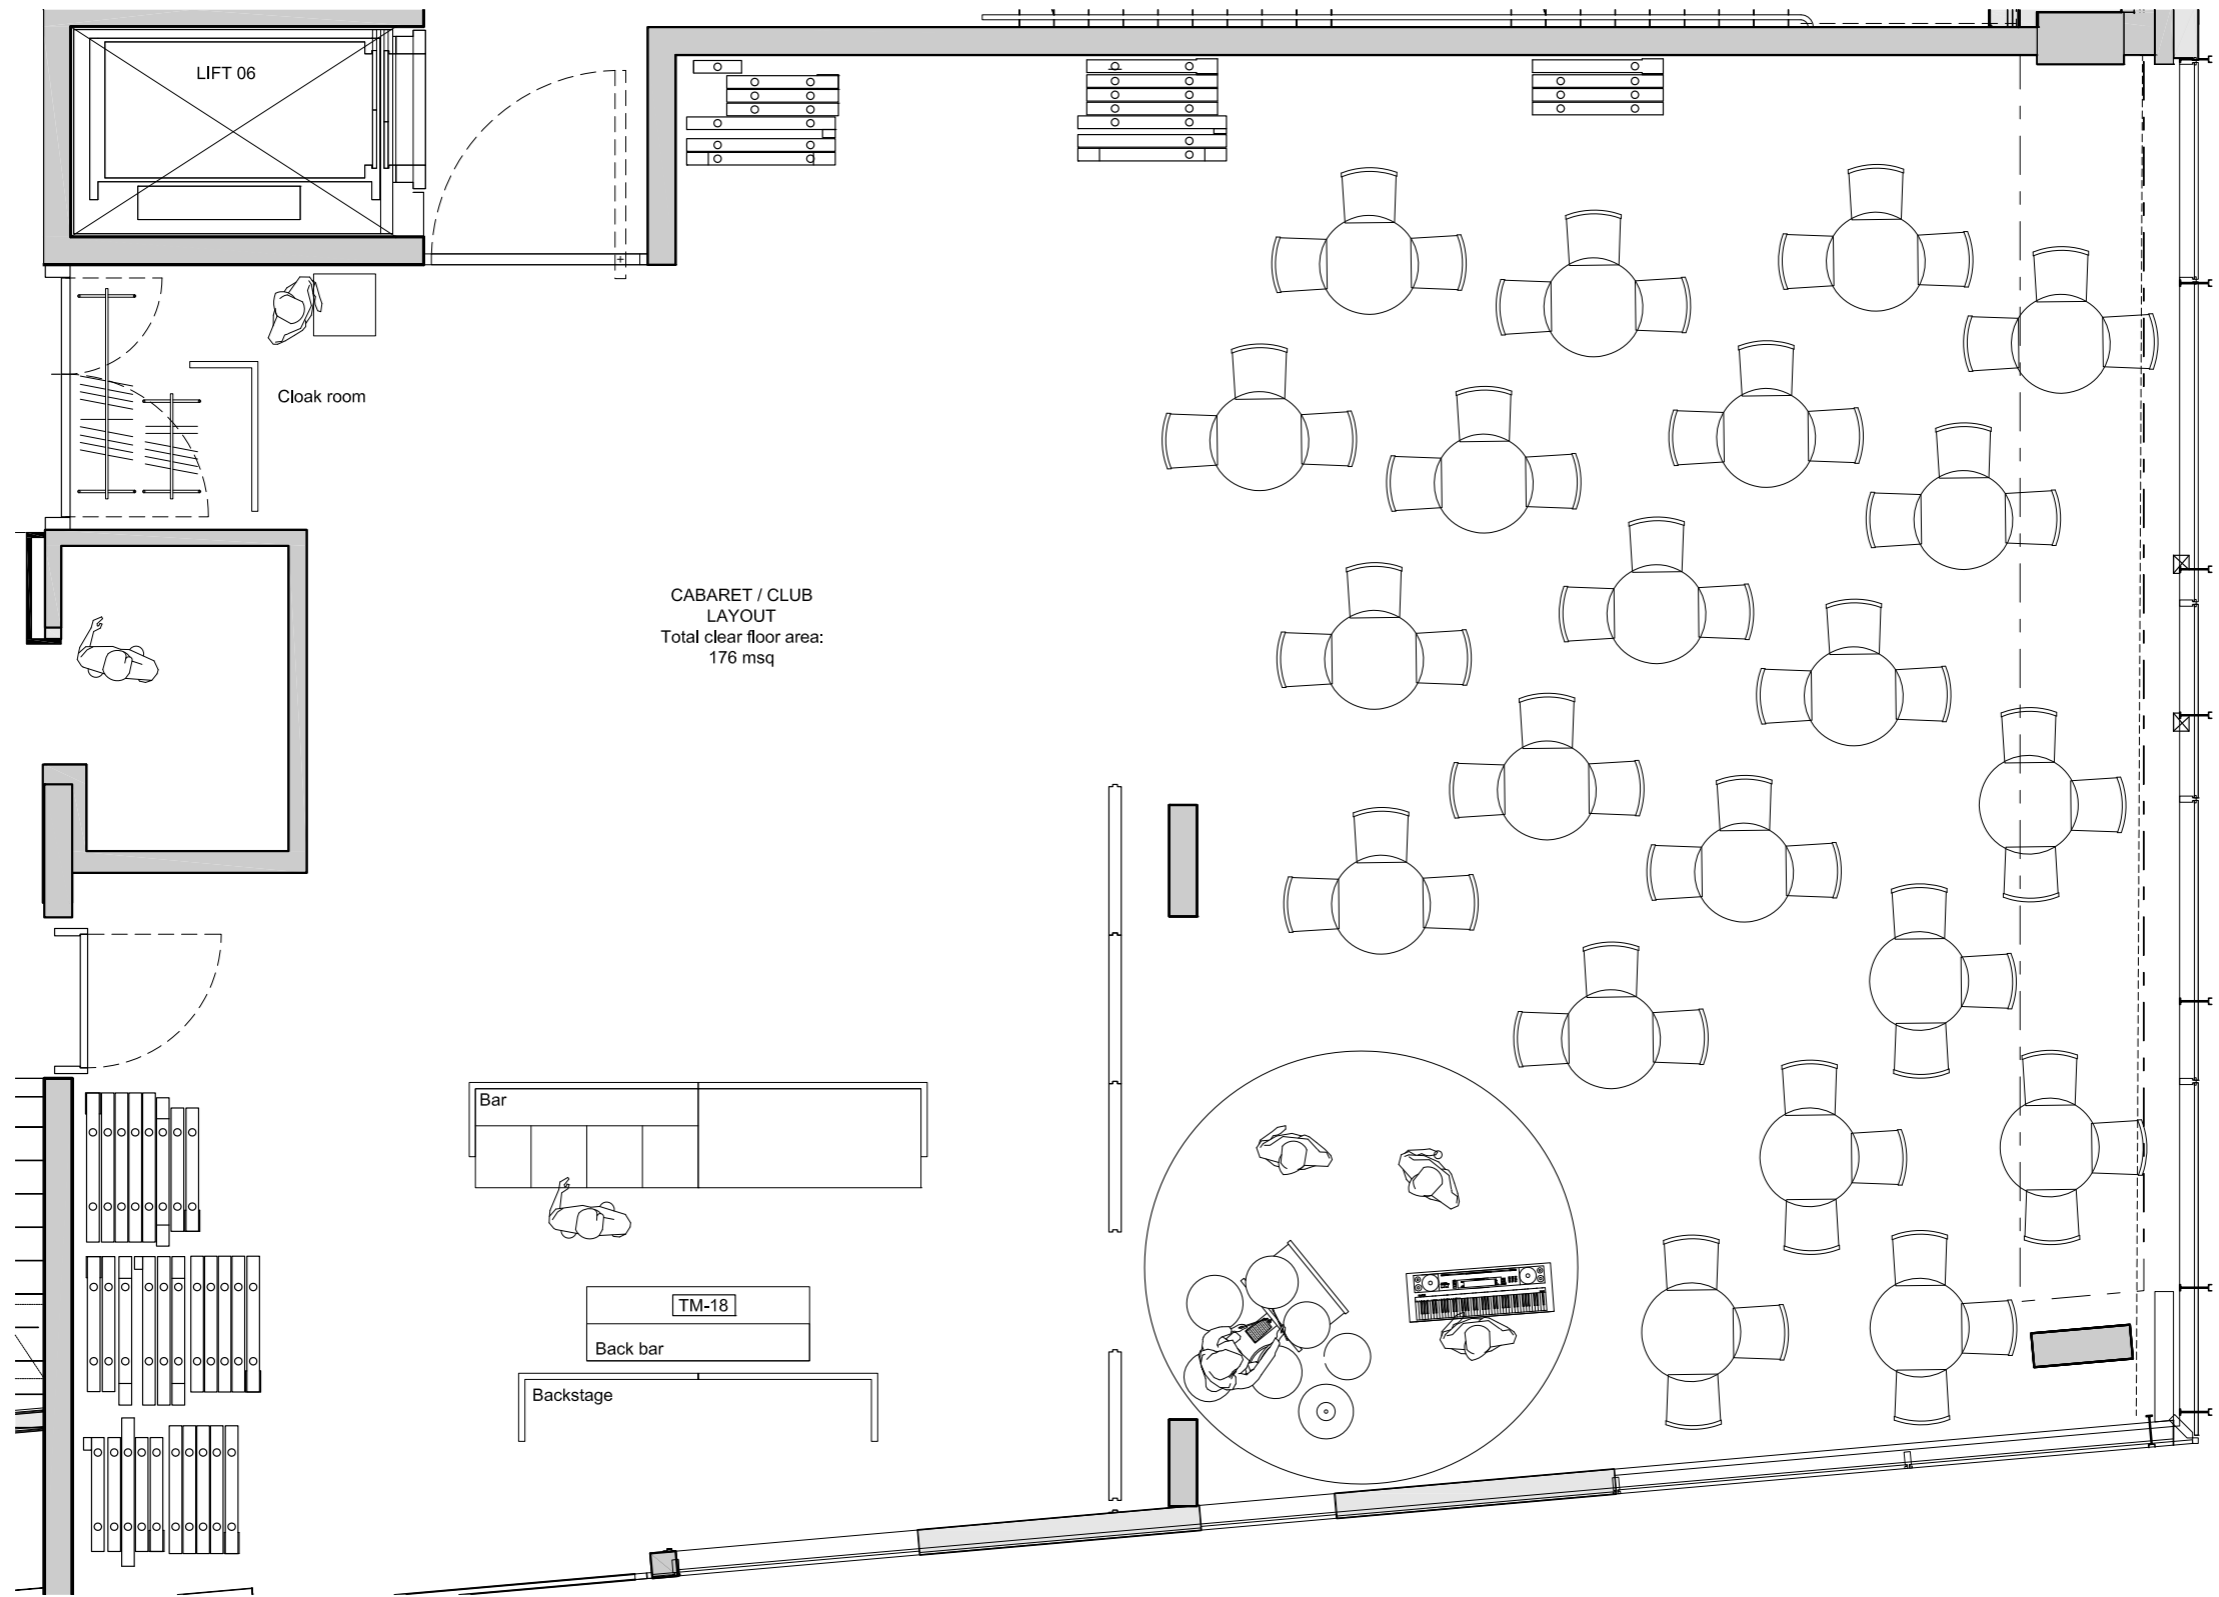 LIFT 06
Cloak room
CABARET / CLUB
LAYOUT
Total clear floor area:
176 msq
Bar
TM-18
Back bar
Backstage